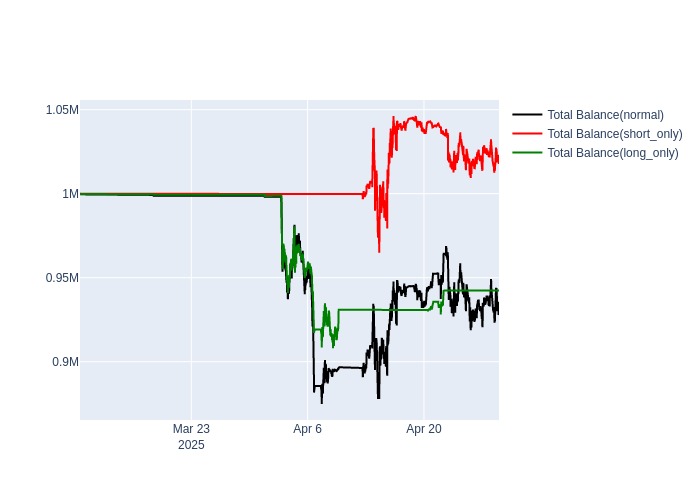 1.05M
1M
0.95M
0.9M
Mar 23
2025
Apr 6
Apr 20
Total Balance(normal)
Total Balance(short_only)
Total Balance(long_only)